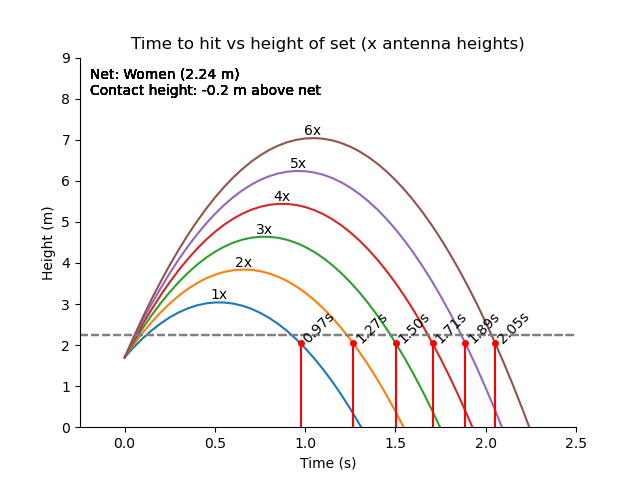 Time to hit vs height of set (x antenna heights)
Net: Women (2.24 m)
Contact height: -0.2 m above net
6x
5x
4x
3x
2x
1x
0.97s
1.27s
1.50s
1.71s
1.89s
2.05s
9
8
7
6
5
4
3
2
1
0
Height (m)
0.0 0.5 1.0 1.5 2.0 2.5
Time (s)